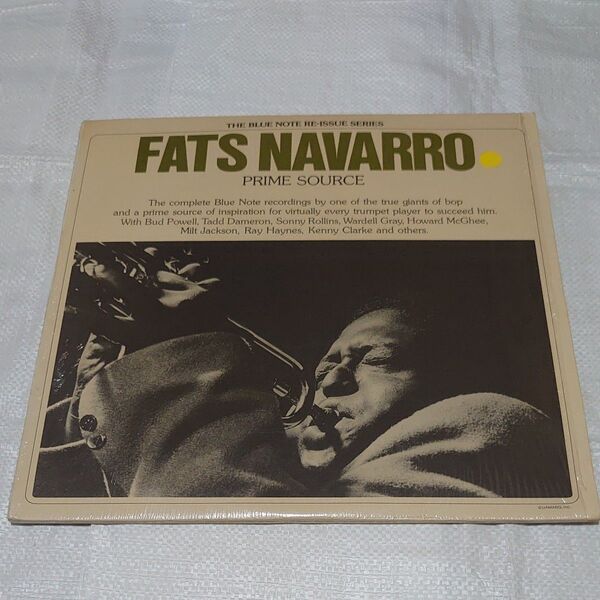 THE BLUE NOTE RE-ISSUE SERIES
FATS NAVARRO
PRIME SOURCE
The complete Blue Note recordings by one of the true giants of bop
and a prime source of inspiration for virtually every trumpet player to succeed him.
With Bud Powell, Tadd Dameron, Sonny Rollins, Wardell Gray, Howard McGhee,
Milt Jackson, Ray Haynes, Kenny Clarke and others.